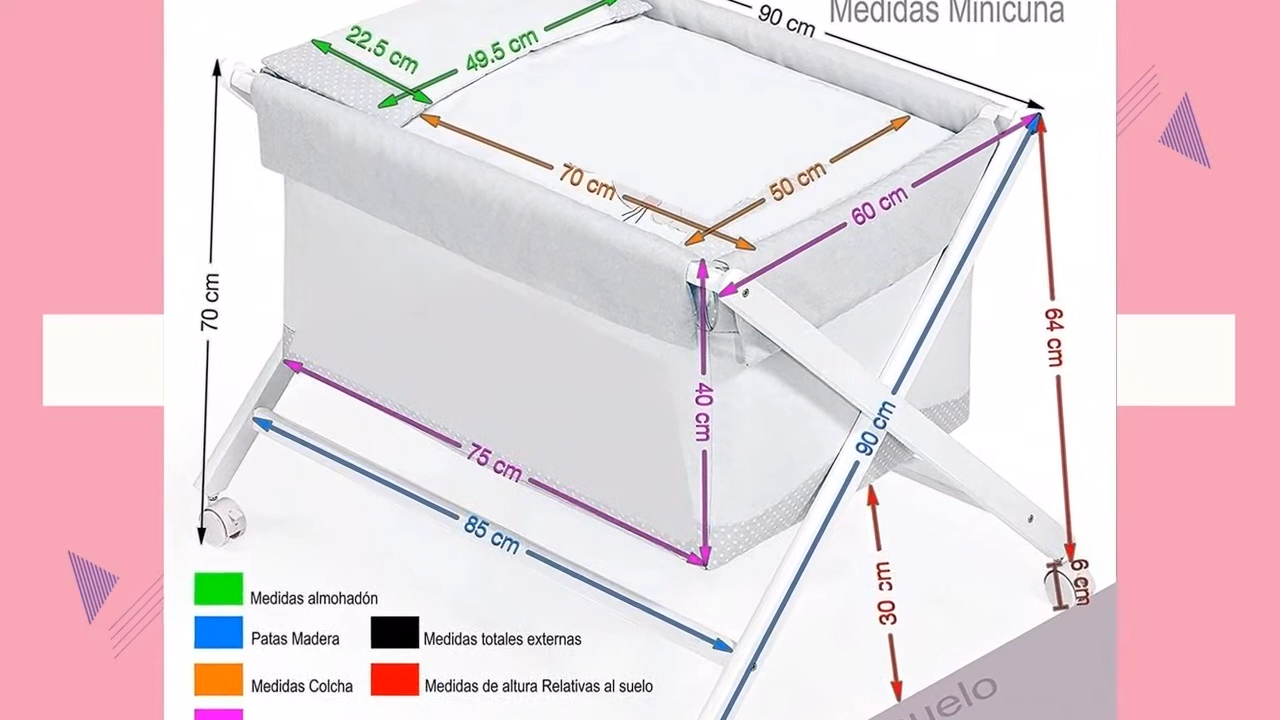 90 cm
Medidas Minicuna
22.5 cm
49.5 cm
70 cm
50 cm
60 cm
70 cm
64 cm
40 cm
90 cm
75 cm
85 cm
30 cm
6 cm
Medidas almohadón
Patas Madera
Medidas totales externas
Medidas Colcha
Medidas de altura Relativas al suelo